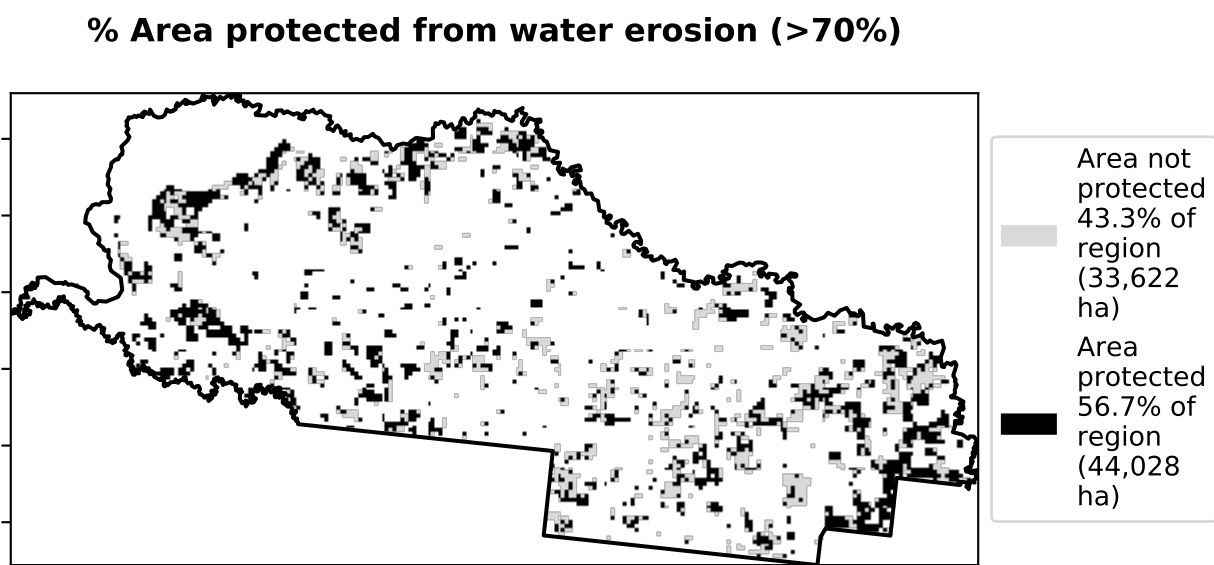 % Area protected from water erosion (>70%)
Area not
protected
43.3% of
region
(33,622
ha)
Area
protected
56.7% of
region
(44,028
ha)